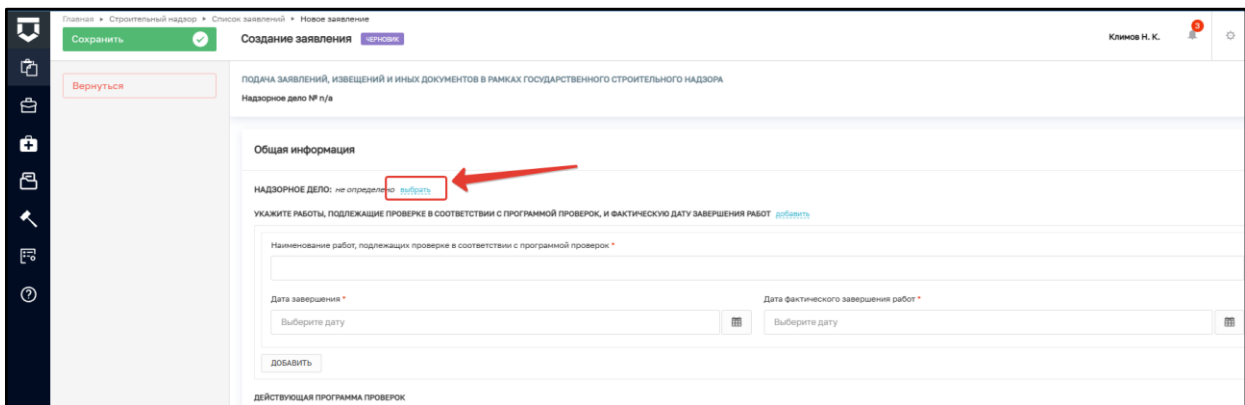 Главная ▸ Строительный надзор ▸ Список заявлений ▸ Новое заявление
Сохранить
Создание заявления ЧЕРНОВИК
Климов Н. К.
3
Вернуться
ПОДАЧА ЗАЯВЛЕНИЙ, ИЗВЕЩЕНИЙ И ИНЫХ ДОКУМЕНТОВ В РАМКАХ ГОСУДАРСТВЕННОГО СТРОИТЕЛЬНОГО НАДЗОРА
Надзорное дело № n/a
Общая информация
НАДЗОРНОЕ ДЕЛО: не определено выбрать
УКАЖИТЕ РАБОТЫ, ПОДЛЕЖАЩИЕ ПРОВЕРКЕ В СООТВЕТСТВИИ С ПРОГРАММОЙ ПРОВЕРОК, И ФАКТИЧЕСКУЮ ДАТУ ЗАВЕРШЕНИЯ РАБОТ добавить
Наименование работ, подлежащих проверке в соответствии с программой проверок *
Дата завершения * Дата фактического завершения работ *
Выберите дату Выберите дату
ДОБАВИТЬ
ДЕЙСТВУЮЩАЯ ПРОГРАММА ПРОВЕРОК